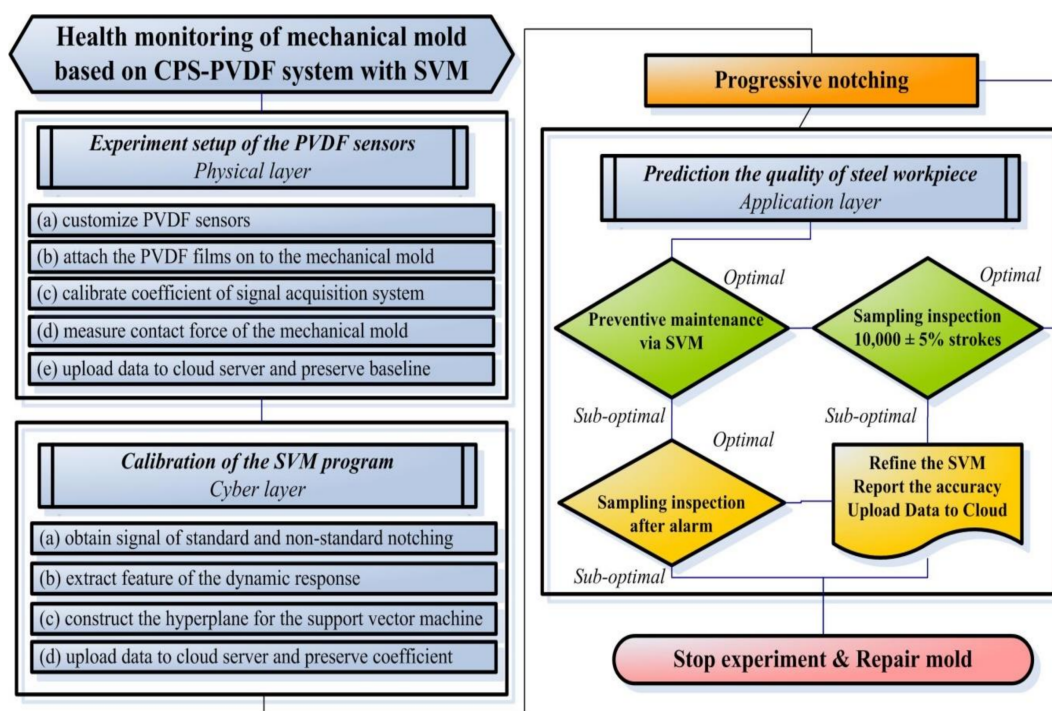 Health monitoring of mechanical mold
based on CPS-PVDF system with SVM
Experiment setup of the PVDF sensors
Physical layer
(a) customize PVDF sensors
(b) attach the PVDF films on to the mechanical mold
(c) calibrate coefficient of signal acquisition system
(d) measure contact force of the mechanical mold
(e) upload data to cloud server and preserve baseline
Calibration of the SVM program
Cyber layer
(a) obtain signal of standard and non-standard notching
(b) extract feature of the dynamic response
(c) construct the hyperplane for the support vector machine
(d) upload data to cloud server and preserve coefficient
Progressive notching
Prediction the quality of steel workpiece
Application layer
Optimal
Preventive maintenance
via SVM
Optimal
Sampling inspection
10,000 ± 5% strokes
Sub-optimal
Sub-optimal
Optimal
Sampling inspection
after alarm
Refine the SVM
Report the accuracy
Upload Data to Cloud
Sub-optimal
Stop experiment & Repair mold